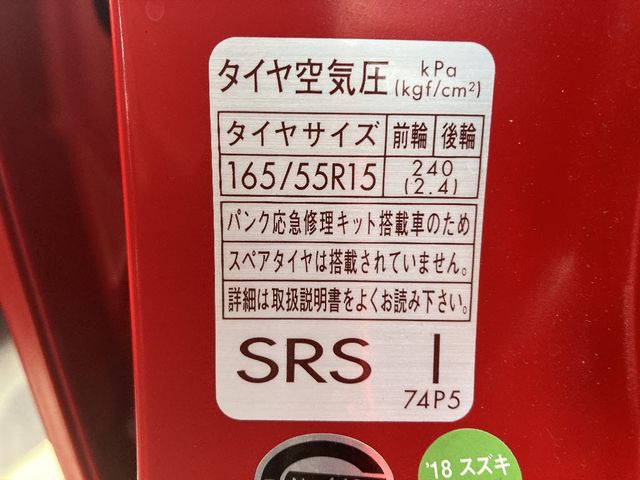 タイヤ空気圧 kPa
(kgf/cm²)
タイヤサイズ 前輪 後輪
165/55R15 240
(2.4)
パンク応急修理キット搭載車のため
スペアタイヤは搭載されていません。
詳細は取扱説明書をよくお読み下さい。
SRS I
74P5
'18 スズキ